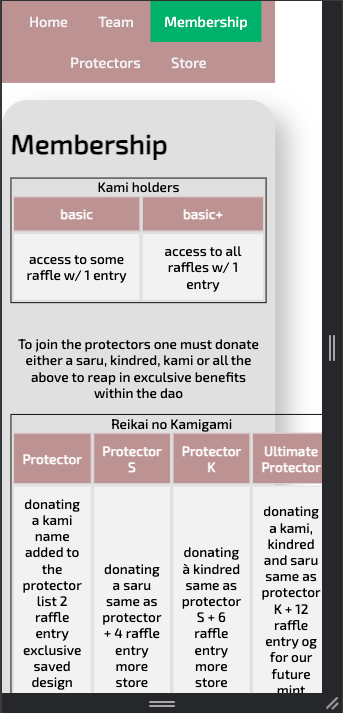 Home Team Membership
Protectors Store
Membership
Kami holders
basic basic+
access to some
raffle w/ 1 entry
access to all
raffles w/ 1
entry
To join the protectors one must donate
either a saru, kindred, kami or all the
above to reap in exculsive benefits
within the dao
Reikai no Kamigami
Protector
Protector
S
Protector
K
Ultimate
Protector
donating
a kami
name
added to
the
protector
list 2
raffle
entry
exclusive
saved
design
donating
a saru
same as
protector
+ 4 raffle
entry
more
store
donating
à kindred
same as
protector
S + 6
raffle
entry
more
store
donating
a kami,
kindred
and saru
same as
protector
K + 12
raffle
entry og
for our
future
mint